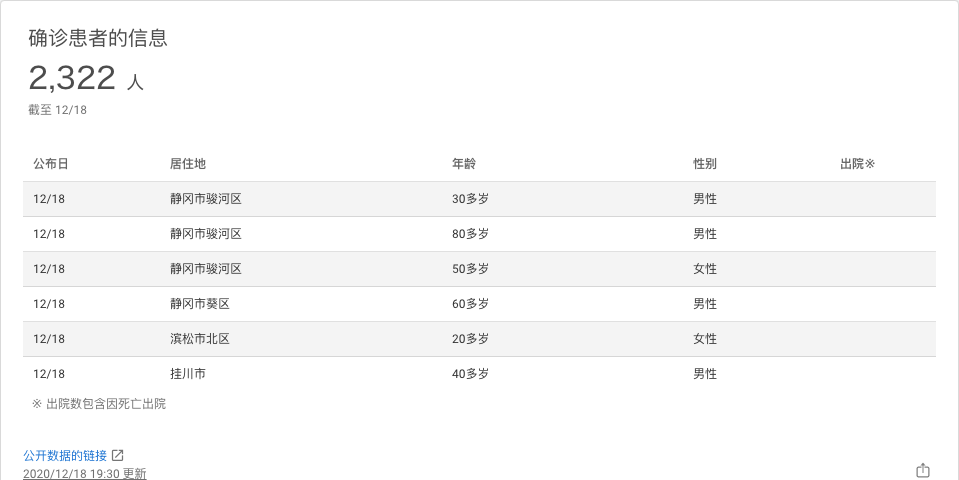 确诊患者的信息
2,322 人
截至 12/18
公布日 居住地 年龄 性别 出院※
12/18 静冈市骏河区 30多岁 男性
12/18 静冈市骏河区 80多岁 男性
12/18 静冈市骏河区 50多岁 女性
12/18 静冈市葵区 60多岁 男性
12/18 滨松市北区 20多岁 女性
12/18 挂川市 40多岁 男性
※ 出院数包含因死亡出院
公开数据的链接
2020/12/18 19:30 更新